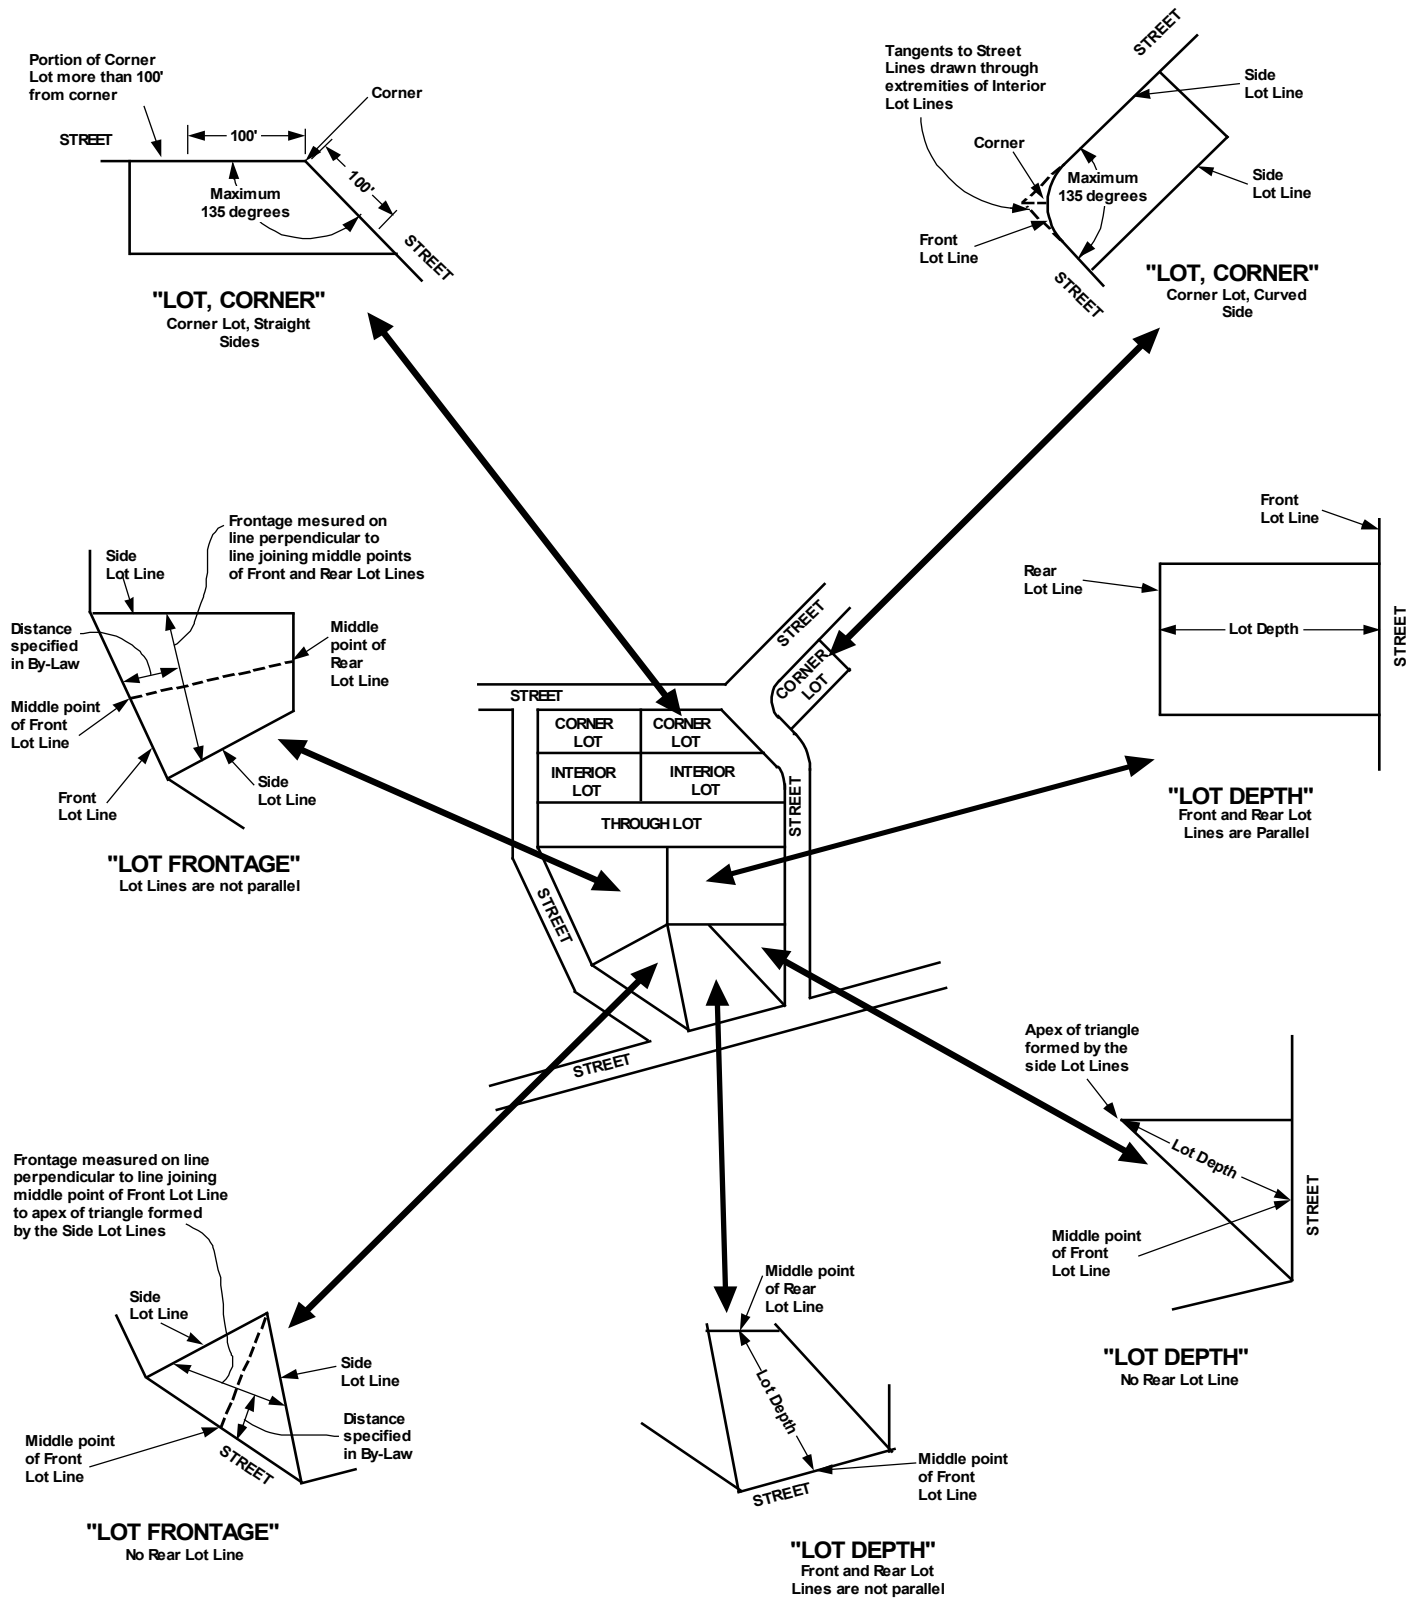 Portion of Corner
Lot more than 100'
from corner
Corner
STREET
100'
100'
Maximum
135 degrees
STREET
"LOT, CORNER"
Corner Lot, Straight
Sides
STREET
Tangents to Street
Lines drawn through
extremities of Interior
Lot Lines
Side
Lot Line
Corner
Maximum
135 degrees
Side
Lot Line
Front
Lot Line
STREET
"LOT, CORNER"
Corner Lot, Curved
Side
Frontage mesured on
line perpendicular to
line joining middle points
of Front and Rear Lot Lines
Side
Lot Line
Distance
specified
in By-Law
Middle
point of
Rear
Lot Line
Middle point
of Front
Lot Line
Front
Lot Line
Side
Lot Line
"LOT FRONTAGE"
Lot Lines are not parallel
Front
Lot Line
Rear
Lot Line
Lot Depth
STREET
"LOT DEPTH"
Front and Rear Lot
Lines are Parallel
STREET
CORNER
LOT
STREET
CORNER
LOT
CORNER
LOT
INTERIOR
LOT
INTERIOR
LOT
THROUGH LOT
STREET
STREET
STREET
Apex of triangle
formed by the
side Lot Lines
Lot Depth
STREET
Middle point
of Front
Lot Line
"LOT DEPTH"
No Rear Lot Line
Frontage measured on line
perpendicular to line joining
middle point of Front Lot Line
to apex of triangle formed
by the Side Lot Lines
Side
Lot Line
Side
Lot Line
Distance
specified
in By-Law
Middle point
of Front
Lot Line
STREET
"LOT FRONTAGE"
No Rear Lot Line
Middle point
of Rear
Lot Line
Lot Depth
Middle point
of Front
Lot Line
STREET
"LOT DEPTH"
Front and Rear Lot
Lines are not parallel